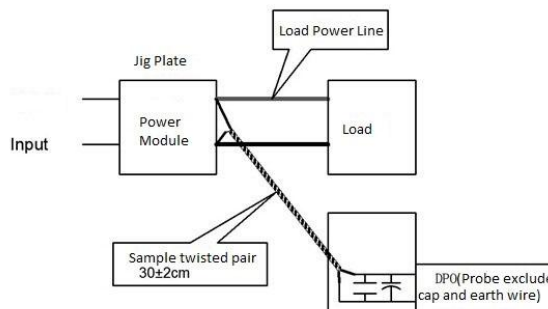 Load Power Line
Jig Plate
Power
Module
Load
Input
Sample twisted pair
30±2cm
DPO(Probe exclude
cap and earth wire)